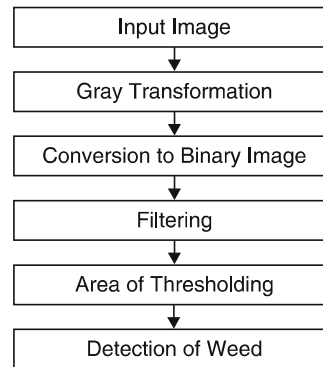 Input Image
Gray Transformation
Conversion to Binary Image
Filtering
Area of Thresholding
Detection of Weed